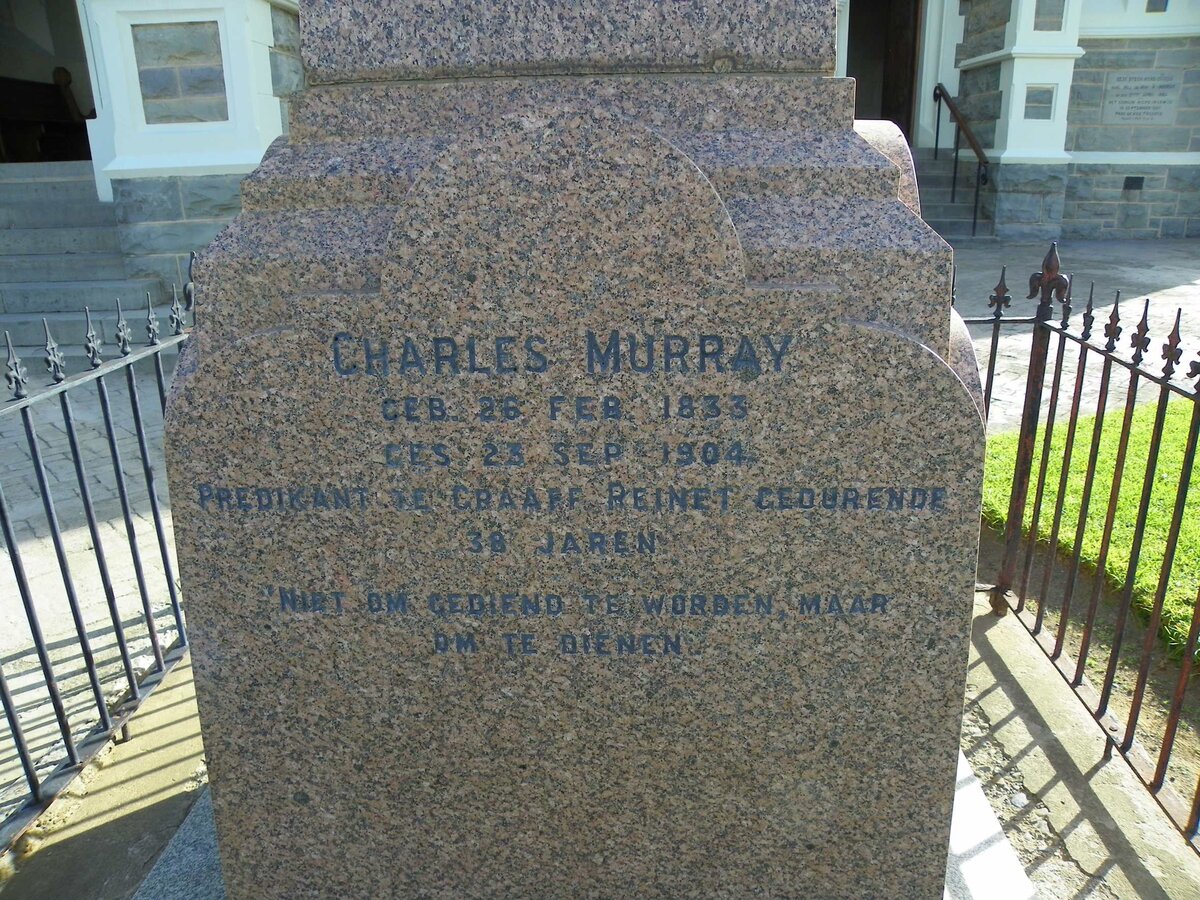 CHARLES MURRAY
GEB. 26 FEB. 1833
GES. 23 SEP. 1904.
PREDIKANT TE GRAAFF REINET GEDURENDE
38 JAREN.
"NIET OM GEDIEND TE WORDEN, MAAR
OM TE DIENEN."